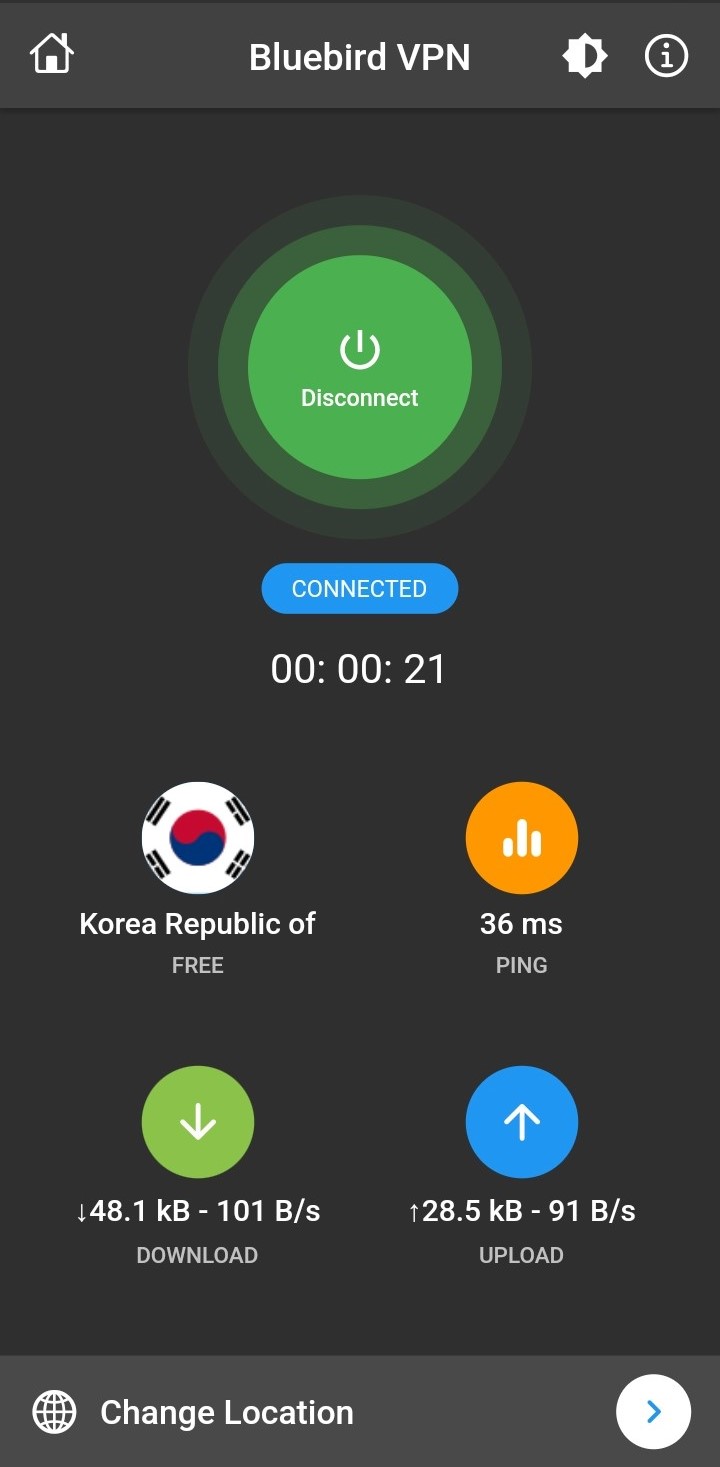 Bluebird VPN
Disconnect
CONNECTED
00: 00: 21
Korea Republic of
FREE
36 ms
PING
↓48.1 kB - 101 B/s
DOWNLOAD
↑28.5 kB - 91 B/s
UPLOAD
Change Location